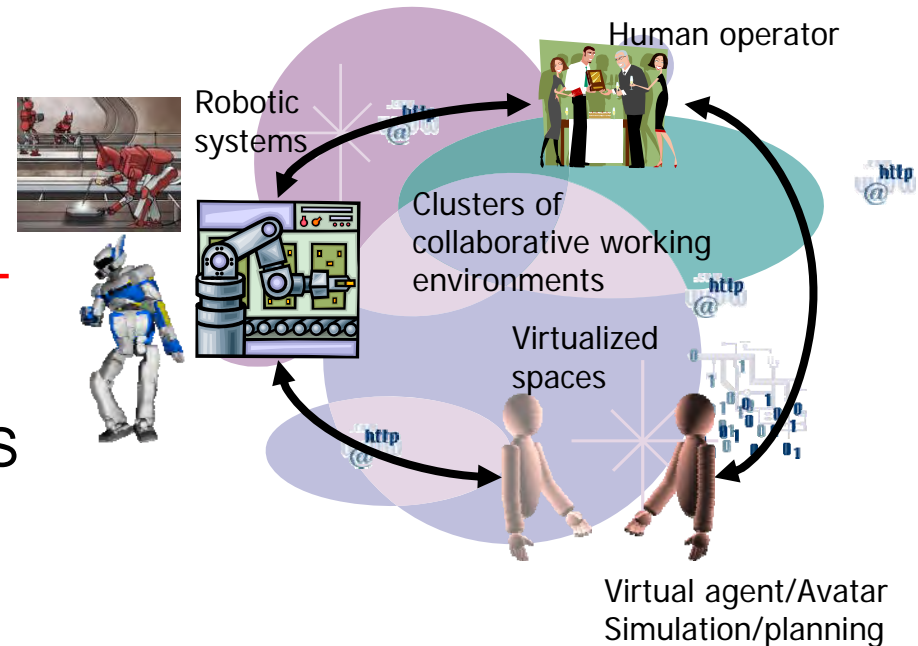 Human operator
Robotic
systems
http
@
http
@
Clusters of
collaborative working
environments
http
@
Virtualized
spaces
S
http
@
Virtual agent/Avatar
Simulation/planning